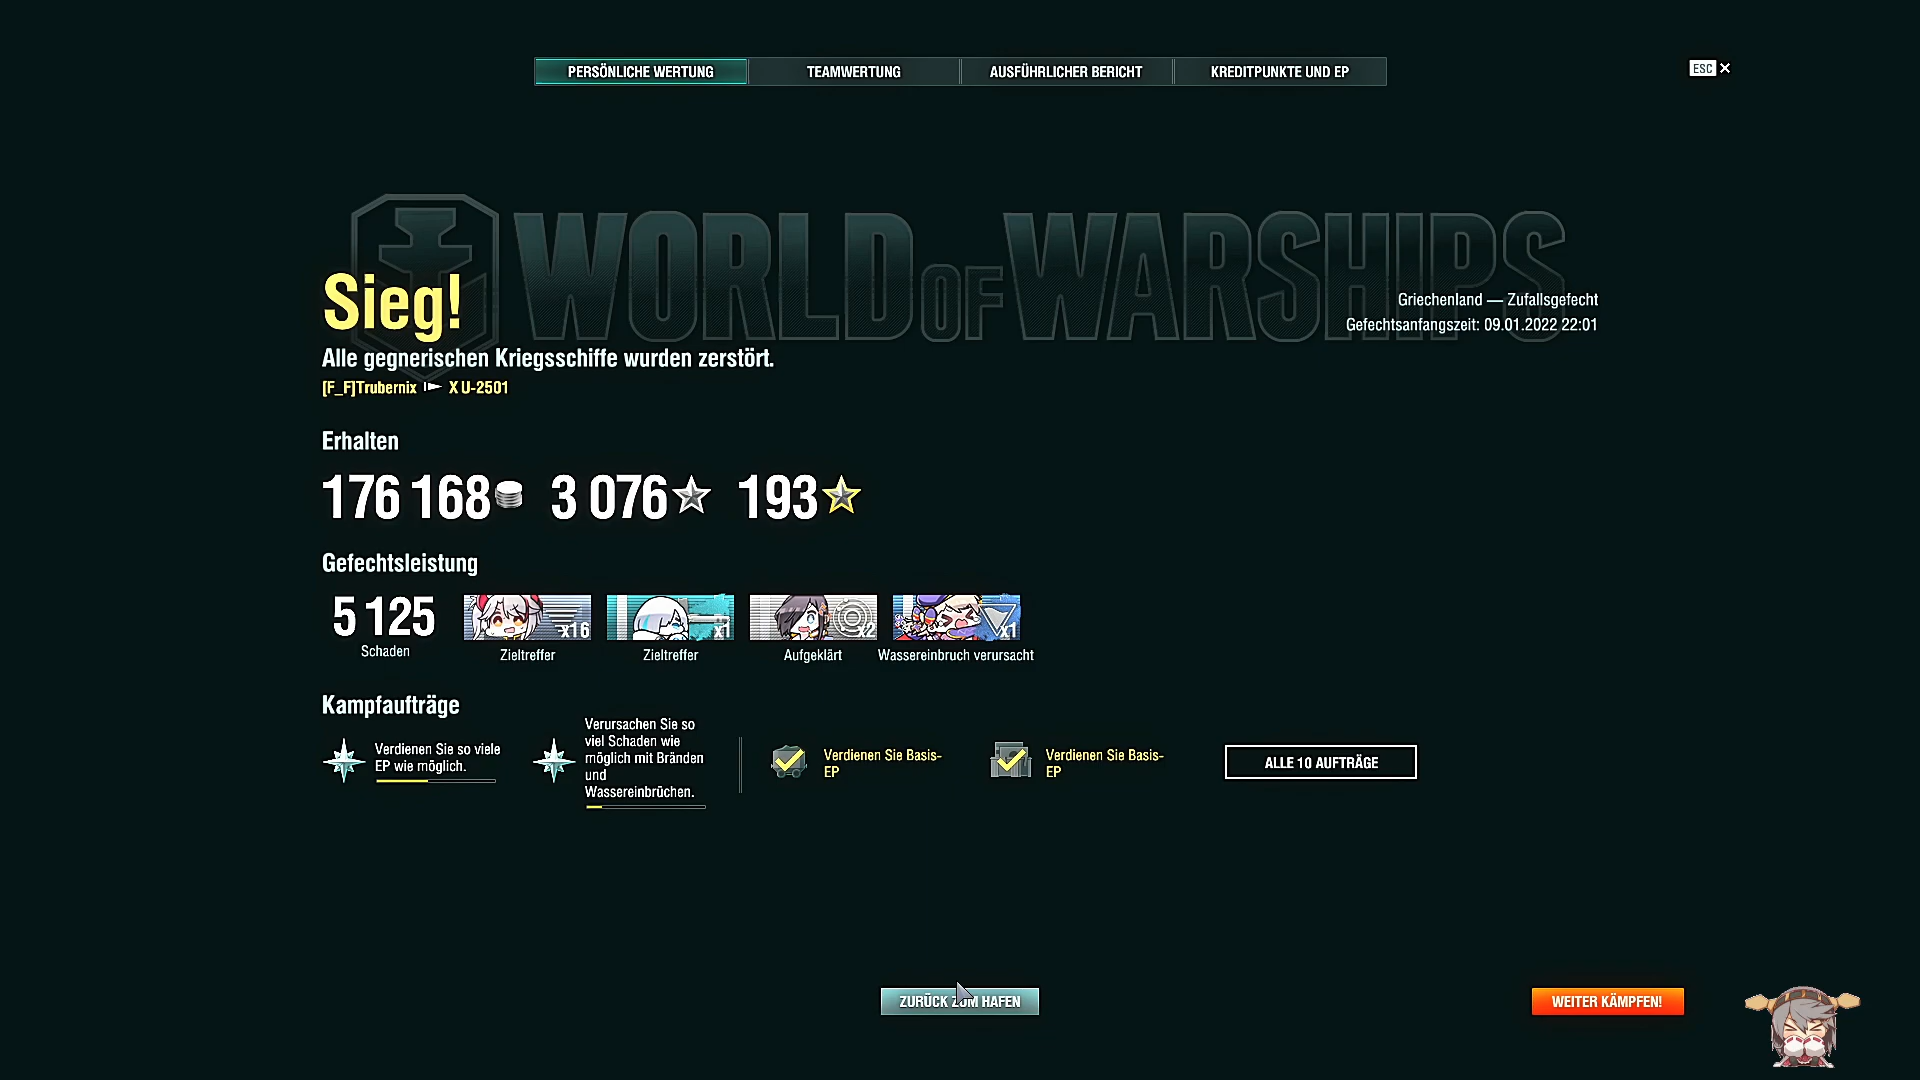 PERSÖNLICHE WERTUNG
TEAMWERTUNG
AUSFÜHRLICHER BERICHT
KREDITPUNKTE UND EP
ESC
WORLD OF WARSHIPS
Sieg!
Griechenland — Zufallsgefecht
Gefechtsanfangszeit: 09.01.2022 22:01
Alle gegnerischen Kriegsschiffe wurden zerstört.
[F_F]Trubernix X U-2501
Erhalten
176 168 3 076 193
Gefechtsleistung
5 125
x16
x1
x2
x1
Schaden
Zieltreffer
Zieltreffer
Aufgeklärt
Wassereinbruch verursacht
Kampfaufträge
Verdienen Sie so viele
EP wie möglich.
Verursachen Sie so
viel Schaden wie
möglich mit Bränden
und
Wassereinbrüchen.
Verdienen Sie Basis-
EP
Verdienen Sie Basis-
EP
ALLE 10 AUFTRÄGE
ZURÜCK ZUM HAFEN
WEITER KÄMPFEN!